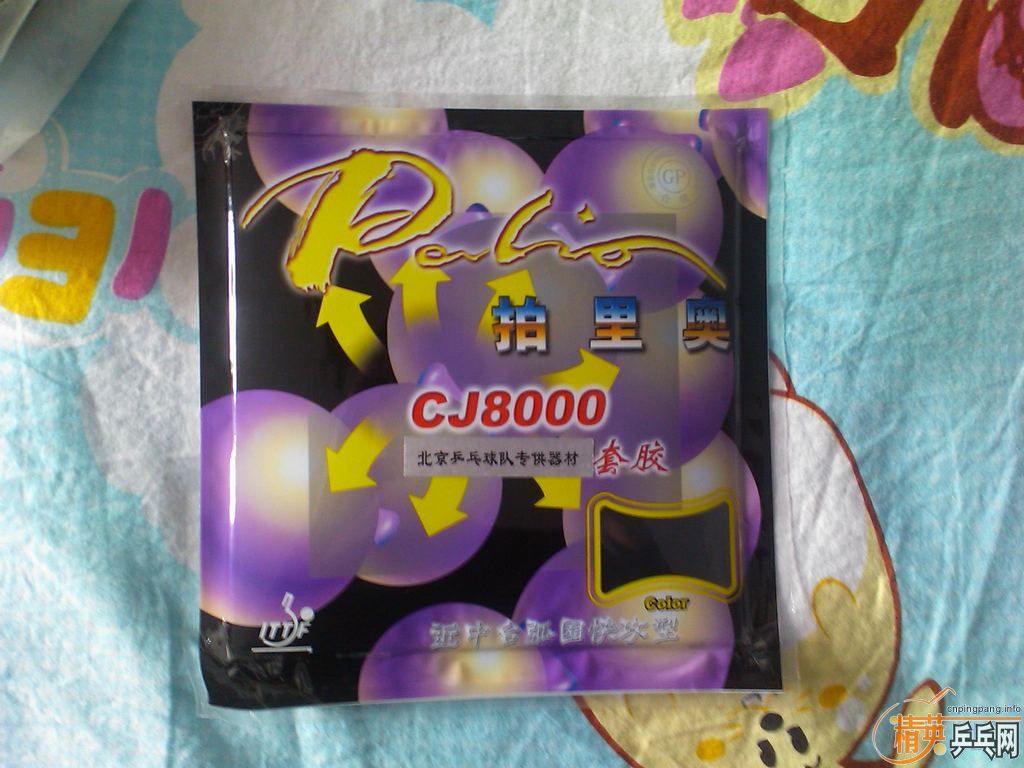 Palio
GP
拍里奥
CJ8000
北京乒乓球队专供器材
套胶
Color
ITTF
近中台弧圈快攻型
cnpingpang.info
精英乒乓网